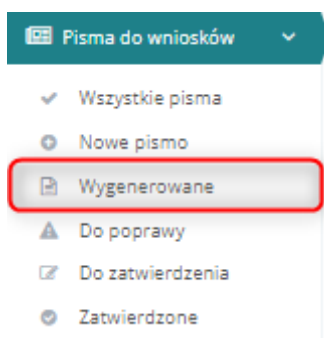 Pisma do wniosków
Wszystkie pisma
Nowe pismo
Wygenerowane
Do poprawy
Do zatwierdzenia
Zatwierdzone